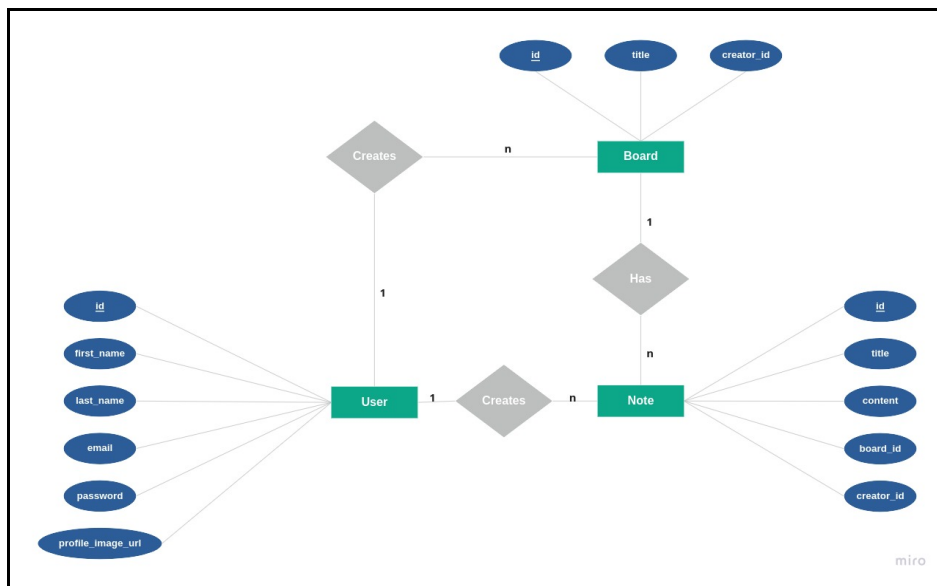 id
title
creator_id
Creates
n
Board
1
Has
1
n
id
first_name
last_name
email
password
profile_image_url
User
1
Creates
n
Note
id
title
content
board_id
creator_id
miro